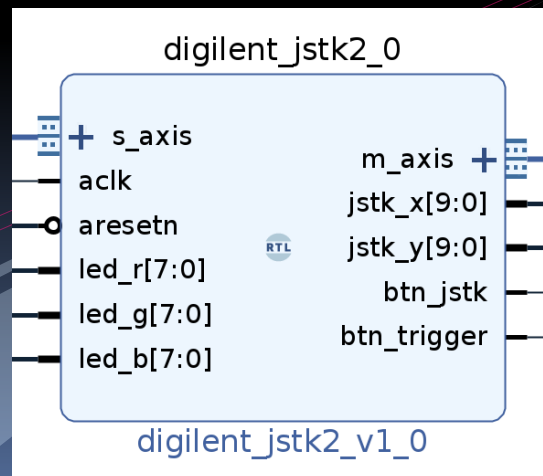 digilent_jstk2_0
s_axis
aclk
aresetn
led_r[7:0]
led_g[7:0]
led_b[7:0]
RTL
m_axis
jstk_x[9:0]
jstk_y[9:0]
btn_jstk
btn_trigger
digilent_jstk2_v1_0